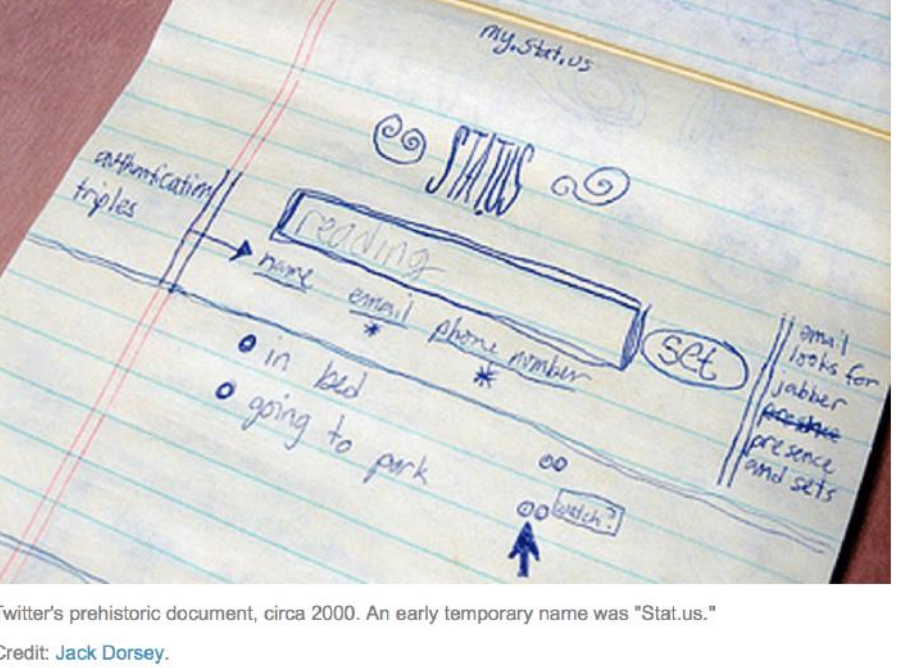 my.stat.us
STATUS
authentification
triples
reading
name email phone number
* *
set
in bed
going to park
watch?
email
looks for
jabber
presence
and sets
Twitter's prehistoric document, circa 2000. An early temporary name was "Stat.us."
Credit: Jack Dorsey.